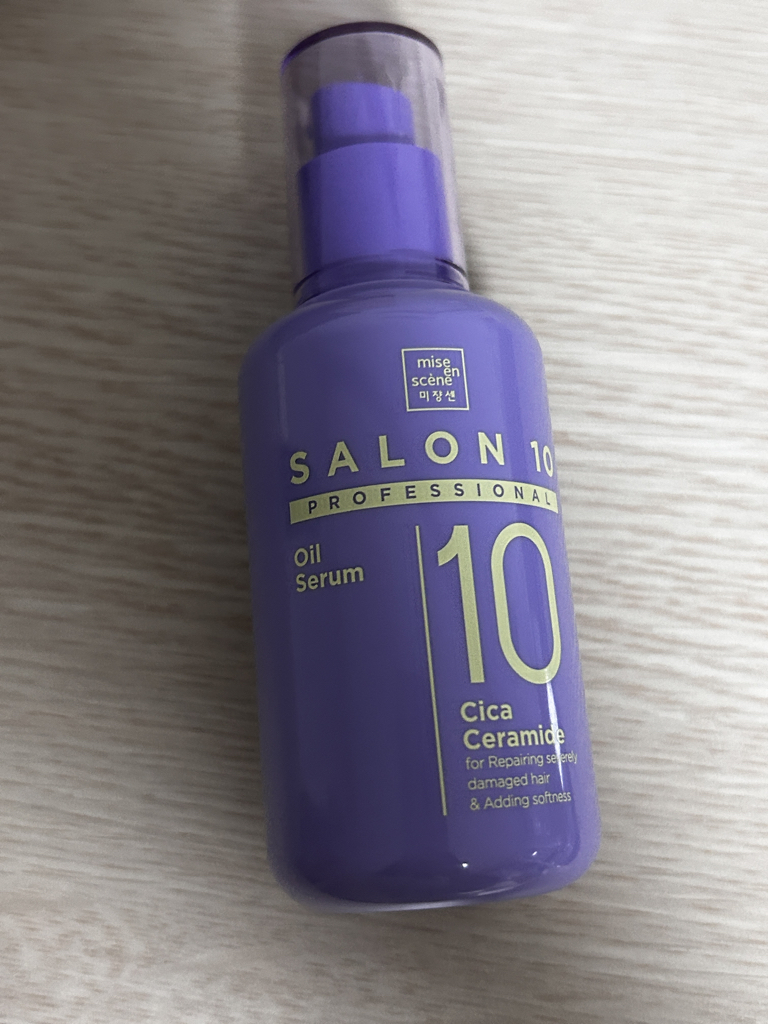 mise
en
scène
미쟝센
SALON 10
PROFESSIONAL
Oil
Serum
10
Cica
Ceramide
for Repairing severely
damaged hair
& Adding softness